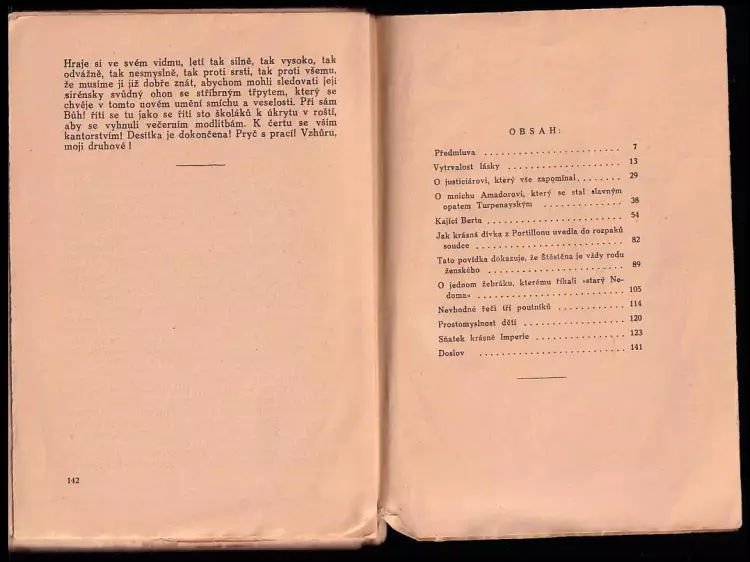 Hraje si ve svém vidmu, letí tak silně, tak vysoko, tak
odvážně, tak nesmyslně, tak proti srsti, tak proti všemu,
že musíme ji již dobře znát, abychom mohli sledovati její
sirénsky svůdný ohon se stříbrným třpytem, který se
chvěje v tomto novém umění smíchu a veselosti. Při sám
Bůh! řítí se tu jako se řítí sto školáků k úkrytu v roští,
aby se vyhnuli večerním modlitbám. K čertu se vším
kantorstvím! Desítka je dokončena! Pryč s prací! Vzhůru,
moji druhové!
142
OBSAH:
Předmluva . . . . . . . . . . . . . . . . . . . 7
Vytrvalost lásky . . . . . . . . . . . . . . . . . 13
O justiciárovi, který vše zapomínal . . . . . . . 29
O mnichu Amadorovi, který se stal slavným
opatem Turpenayským . . . . . . . . . . . . 38
Kající Berta . . . . . . . . . . . . . . . . . . . 54
Jak krásná dívka z Portillonu uvedla do rozpaků
soudce . . . . . . . . . . . . . . . . . . . 82
Tato povídka dokazuje, že Štěstěna je vždy rodu
ženského . . . . . . . . . . . . . . . . . . 89
O jednom žebráku, kterému říkali »starý Ne-
doma« . . . . . . . . . . . . . . . . . . . 105
Nevhodné řeči tří poutníků . . . . . . . . . . 114
Prostomyslnost dětí . . . . . . . . . . . . . . 120
Sňatek krásné Imperie . . . . . . . . . . . . . 123
Doslov . . . . . . . . . . . . . . . . . . . . 141